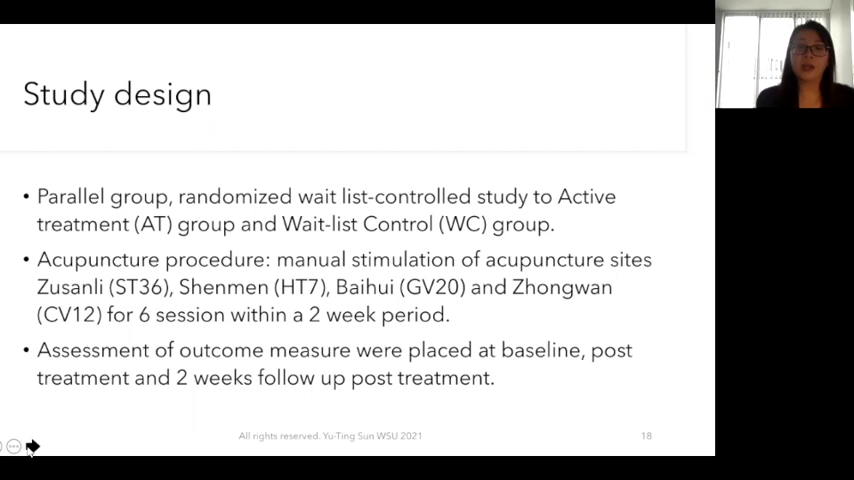 Study design
• Parallel group, randomized wait list-controlled study to Active
treatment (AT) group and Wait-list Control (WC) group.
• Acupuncture procedure: manual stimulation of acupuncture sites
Zusanli (ST36), Shenmen (HT7), Baihui (GV20) and Zhongwan
(CV12) for 6 session within a 2 week period.
• Assessment of outcome measure were placed at baseline, post
treatment and 2 weeks follow up post treatment.
All rights reserved. Yu-Ting Sun WSU 2021
18